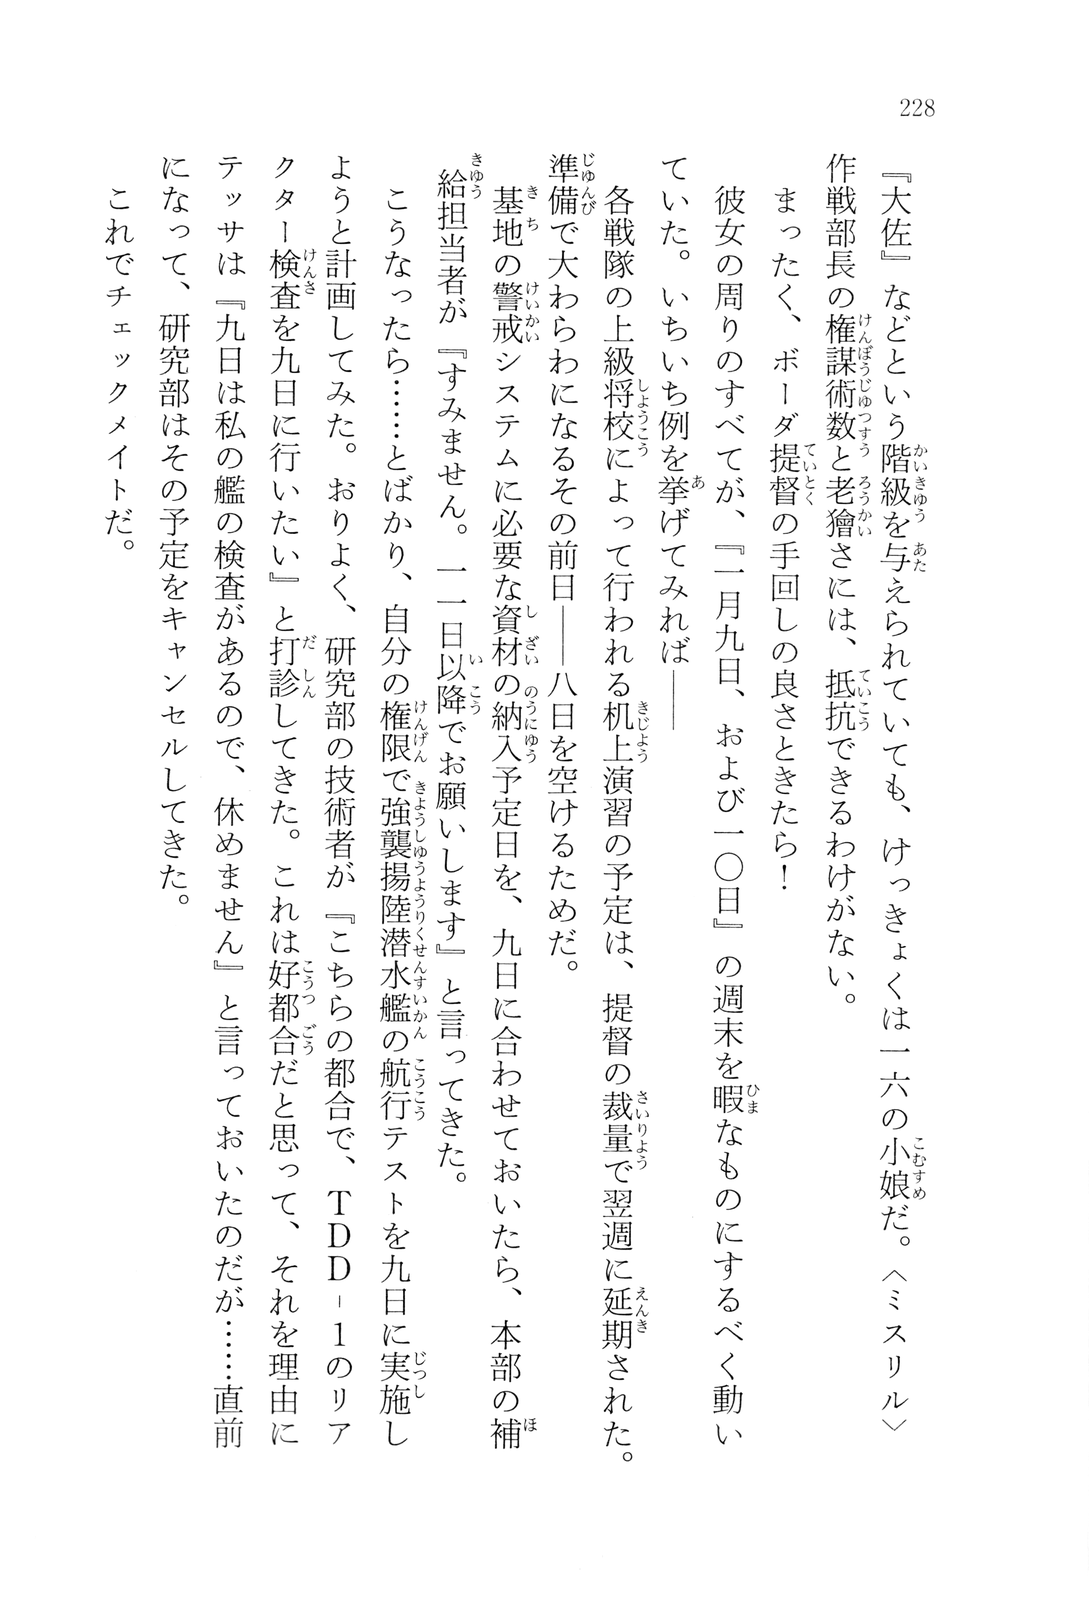 228
『大佐』などという階級を与えられていても、けっきょくは一六の小娘だ。〈ミスリル〉
作戦部長の権謀術数と老獪さには、抵抗できるわけがない。
まったく、ボーダ提督の手回しの良さときたら！
彼女の周りのすべてが、『一月九日、および一〇日』の週末を暇なものにするべく動い
ていた。いちいち例を挙げてみれば――
各戦隊の上級将校によって行われる机上演習の予定は、提督の裁量で翌週に延期された。
準備で大わらわになるその前日――八日を空けるためだ。
基地の警戒システムに必要な資材の納入予定日を、九日に合わせておいたら、本部の補
給担当者が『すみません。一一日以降でお願いします』と言ってきた。
こうなったら……とばかり、自分の権限で強襲揚陸潜水艦の航行テストを九日に実施し
ようと計画してみた。おりよく、研究部の技術者が『こちらの都合で、ＴＤＤ－１のリア
クター検査を九日に行いたい』と打診してきた。これは好都合だと思って、それを理由に
テッサは『九日は私の艦の検査があるので、休めません』と言っておいたのだが……直前
になって、研究部はその予定をキャンセルしてきた。
これでチェックメイトだ。